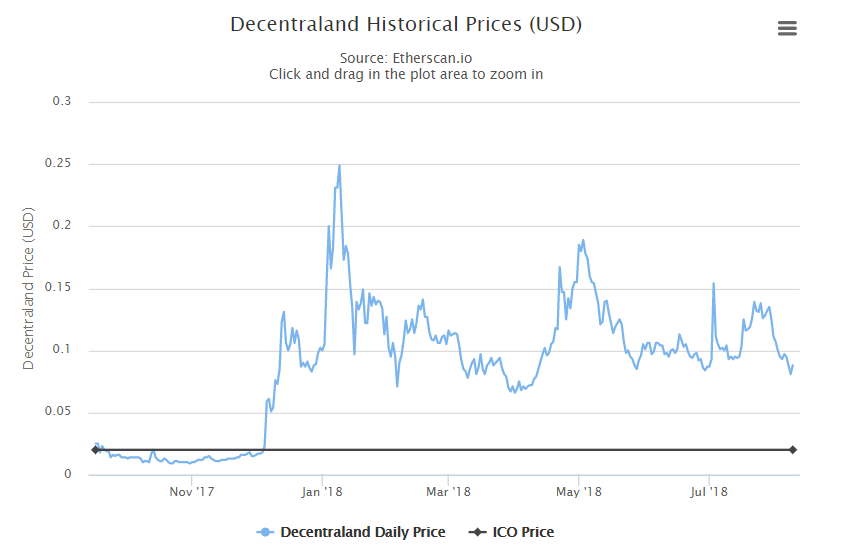 Decentraland Historical Prices (USD)
Source: Etherscan.io
Click and drag in the plot area to zoom in
Decentraland Price (USD)
0.3
0.25
0.2
0.15
0.1
0.05
0
Nov '17
Jan '18
Mar '18
May '18
Jul '18
Decentraland Daily Price
ICO Price